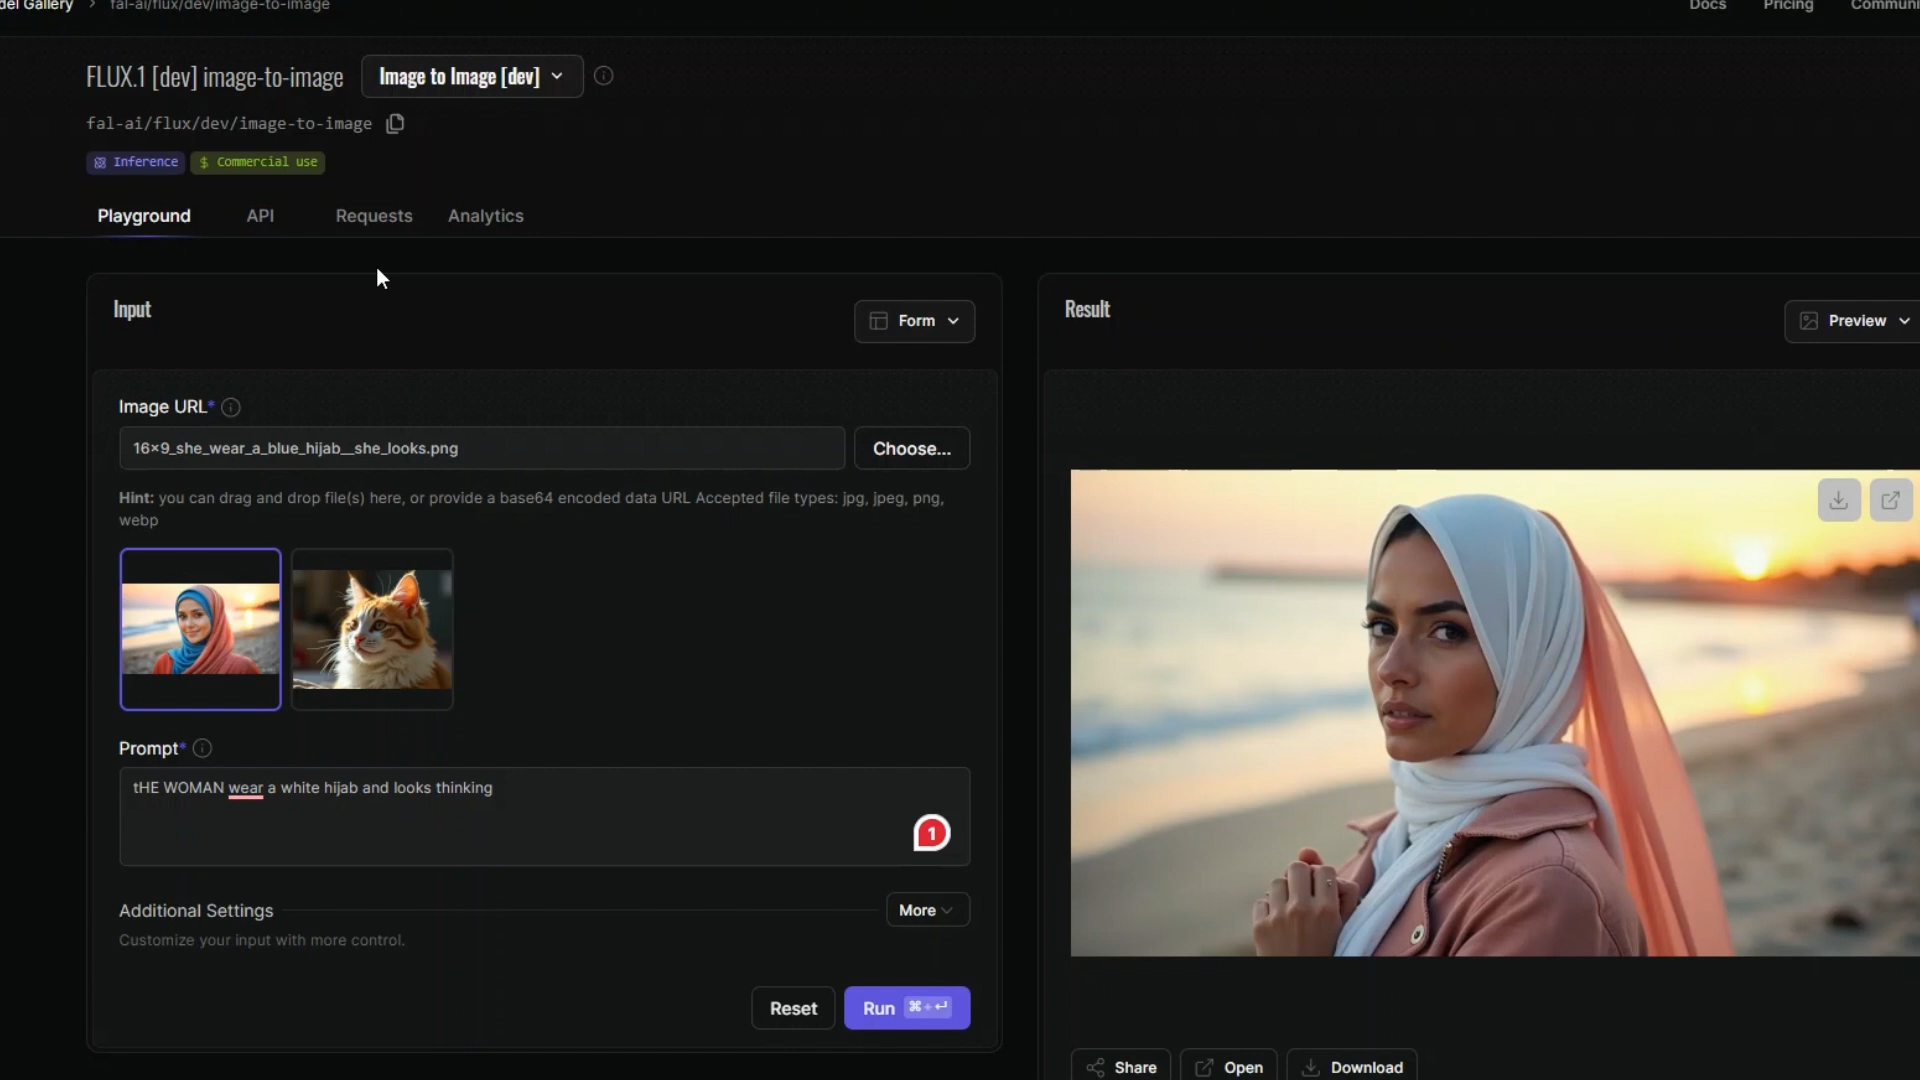 del Gallery > fal-ai/flux/dev/image-to-image
Docs Pricing Communi
FLUX.1 [dev] image-to-image Image to Image [dev]
fal-ai/flux/dev/image-to-image
Inference $ Commercial use
Playground API Requests Analytics
Input Form
Image URL*
16x9_she_wear_a_blue_hijab__she_looks.png Choose...
Hint: you can drag and drop file(s) here, or provide a base64 encoded data URL Accepted file types: jpg, jpeg, png,
webp
Prompt*
tHE WOMAN wear a white hijab and looks thinking
1
Additional Settings More
Customize your input with more control.
Reset Run ⌘+↵
Result Preview
Share Open Download